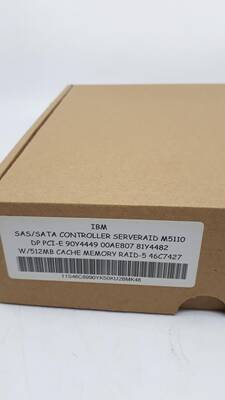 IBM
SAS/SATA CONTROLLER SERVERAID M5110
DP PCI-E 90Y4449 00AE807 81Y4482
W/512MB CACHE MEMORY RAID-5 46C7427